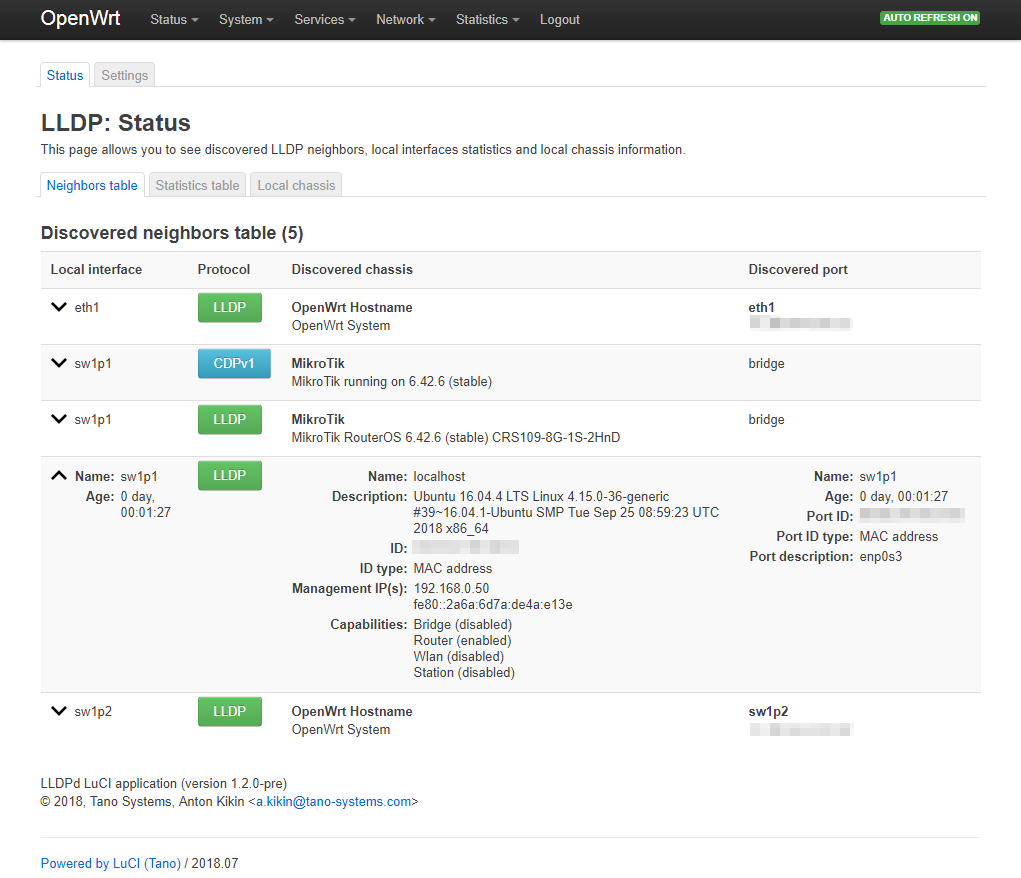 OpenWrt Status System Services Network Statistics Logout AUTO REFRESH ON
Status Settings
LLDP: Status
This page allows you to see discovered LLDP neighbors, local interfaces statistics and local chassis information.
Neighbors table Statistics table Local chassis
Discovered neighbors table (5)
Local interface Protocol Discovered chassis Discovered port
eth1 LLDP OpenWrt Hostname eth1
OpenWrt System
sw1p1 CDPv1 MikroTik bridge
MikroTik running on 6.42.6 (stable)
sw1p1 LLDP MikroTik bridge
MikroTik RouterOS 6.42.6 (stable) CRS109-8G-1S-2HnD
Name: sw1p1 LLDP Name: localhost Name: sw1p1
Age: 0 day, Description: Ubuntu 16.04.4 LTS Linux 4.15.0-36-generic Age: 0 day, 00:01:27
00:01:27 #39~16.04.1-Ubuntu SMP Tue Sep 25 08:59:23 UTC Port ID:
2018 x86_64
Port ID type: MAC address
ID:
Port description: enp0s3
ID type: MAC address
Management IP(s): 192.168.0.50
fe80::2a6a:6d7a:de4a:e13e
Capabilities: Bridge (disabled)
Router (enabled)
Wlan (disabled)
Station (disabled)
sw1p2 LLDP OpenWrt Hostname sw1p2
OpenWrt System
LLDPd LuCI application (version 1.2.0-pre)
© 2018, Tano Systems, Anton Kikin <a.kikin@tano-systems.com>
Powered by LuCI (Tano) / 2018.07